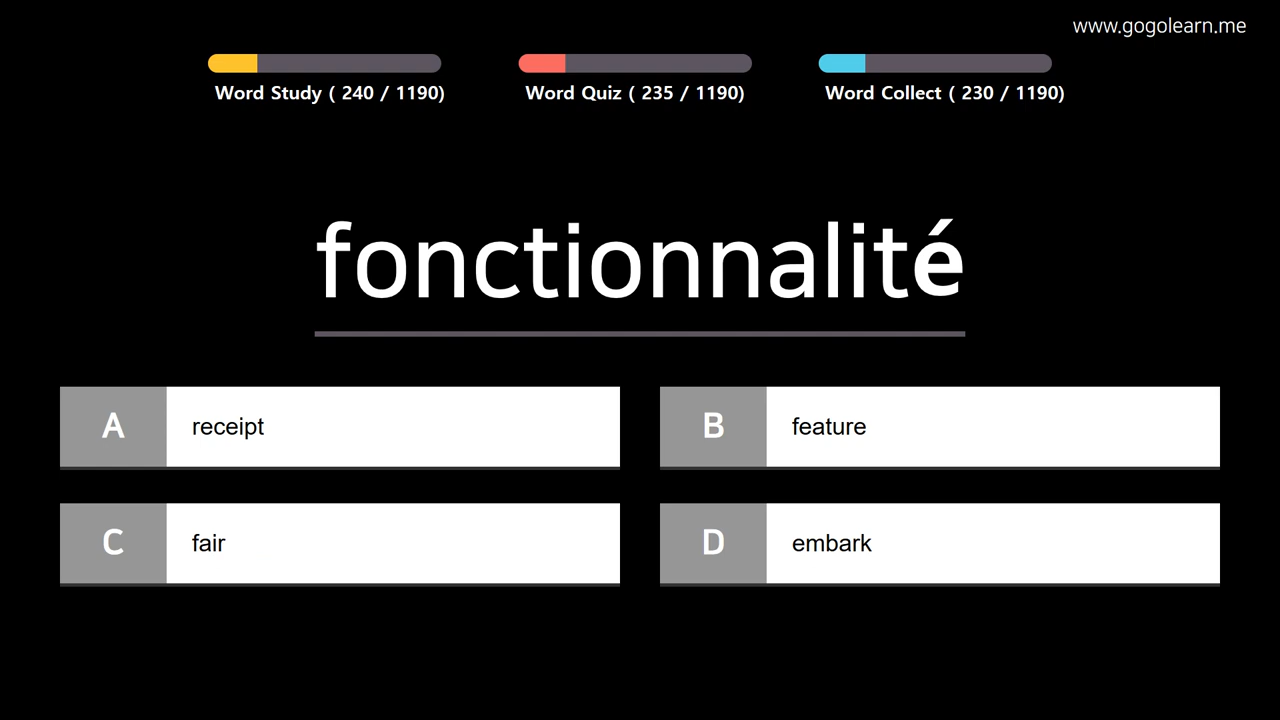 www.gogolearn.me
Word Study ( 240 / 1190)
Word Quiz ( 235 / 1190)
Word Collect ( 230 / 1190)
fonctionnalité
A receipt
B feature
C fair
D embark